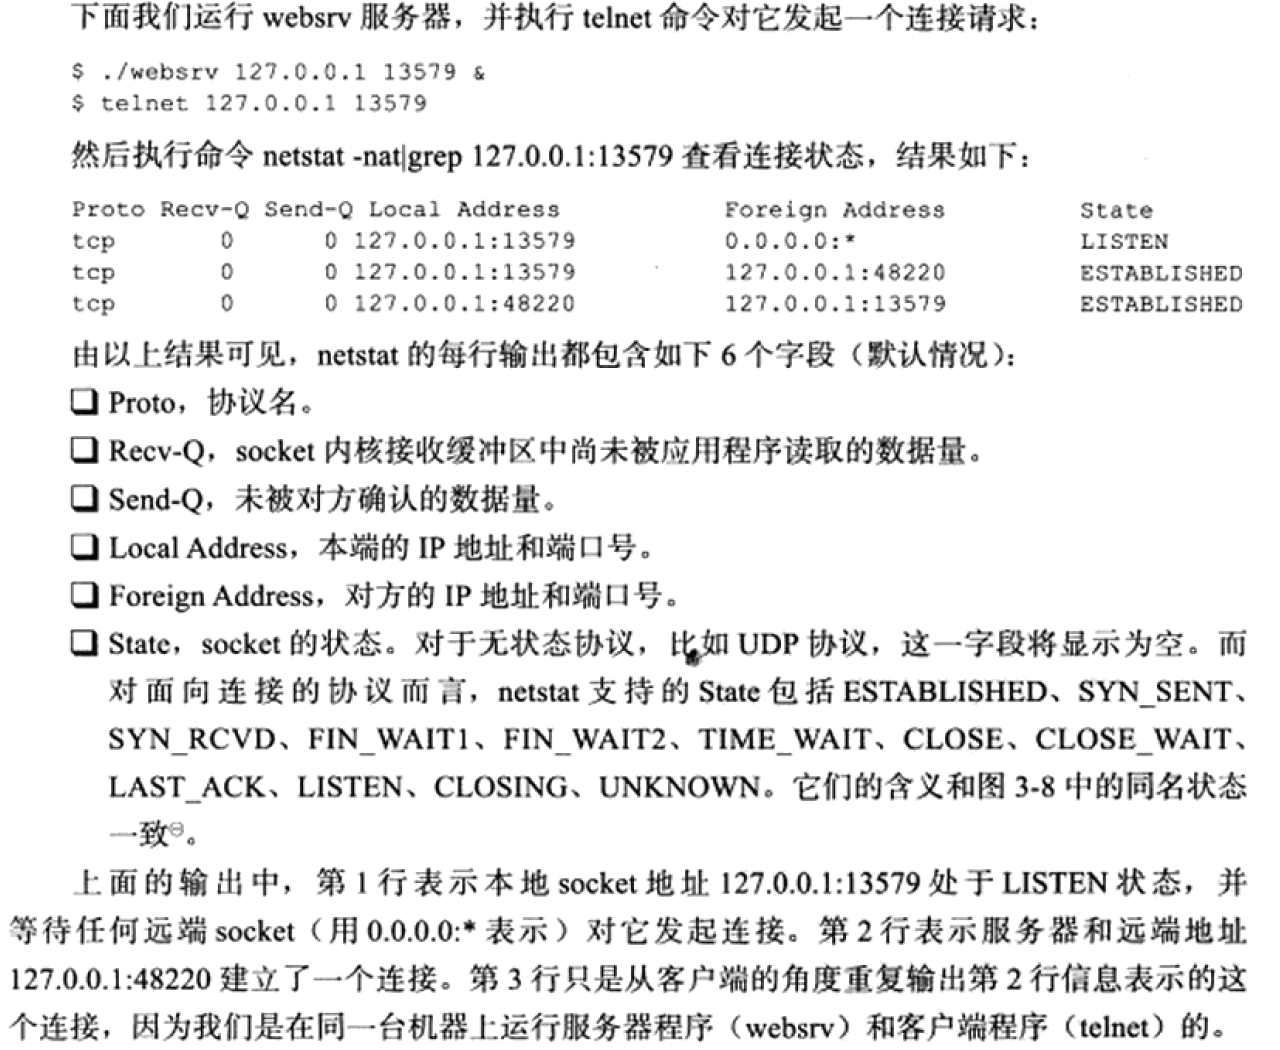 下面我们运行 websrv 服务器，并执行 telnet 命令对它发起一个连接请求：
$ ./websrv 127.0.0.1 13579 &
$ telnet 127.0.0.1 13579
然后执行命令 netstat -nat|grep 127.0.0.1:13579 查看连接状态，结果如下：
Proto Recv-Q Send-Q Local Address Foreign Address State
tcp 0 0 127.0.0.1:13579 0.0.0.0:* LISTEN
tcp 0 0 127.0.0.1:13579 127.0.0.1:48220 ESTABLISHED
tcp 0 0 127.0.0.1:48220 127.0.0.1:13579 ESTABLISHED
由以上结果可见，netstat 的每行输出都包含如下 6 个字段（默认情况）：
❑ Proto，协议名。
❑ Recv-Q，socket 内核接收缓冲区中尚未被应用程序读取的数据量。
❑ Send-Q，未被对方确认的数据量。
❑ Local Address，本端的 IP 地址和端口号。
❑ Foreign Address，对方的 IP 地址和端口号。
❑ State，socket 的状态。对于无状态协议，比如 UDP 协议，这一字段将显示为空。而
对面向连接的协议而言，netstat 支持的 State 包括 ESTABLISHED、SYN_SENT、
SYN_RCVD、FIN_WAIT1、FIN_WAIT2、TIME_WAIT、CLOSE、CLOSE_WAIT、
LAST_ACK、LISTEN、CLOSING、UNKNOWN。它们的含义和图 3-8 中的同名状态
一致㊀。
上面的输出中，第 1 行表示本地 socket 地址 127.0.0.1:13579 处于 LISTEN 状态，并
等待任何远端 socket（用 0.0.0.0:* 表示）对它发起连接。第 2 行表示服务器和远端地址
127.0.0.1:48220 建立了一个连接。第 3 行只是从客户端的角度重复输出第 2 行信息表示的这
个连接，因为我们是在同一台机器上运行服务器程序（websrv）和客户端程序（telnet）的。